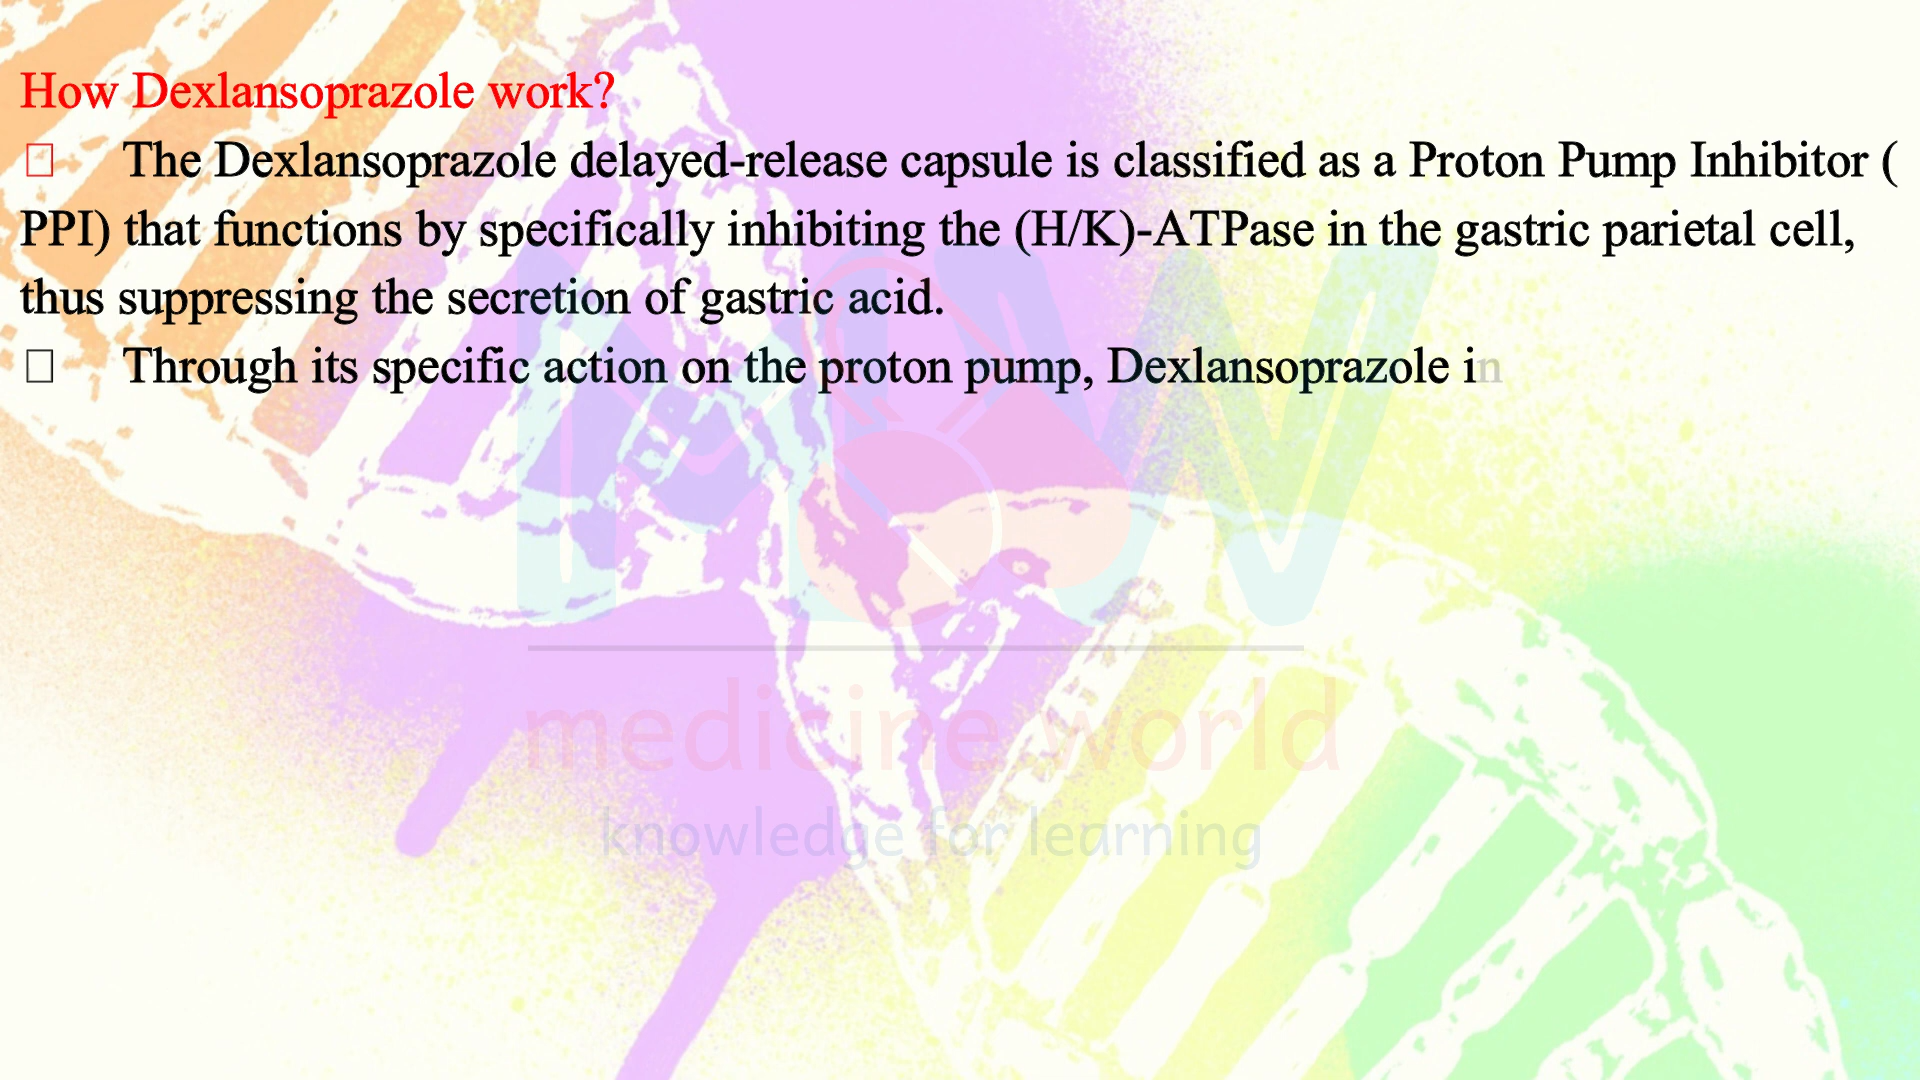 How Dexlansoprazole work?
The Dexlansoprazole delayed-release capsule is classified as a Proton Pump Inhibitor (
PPI) that functions by specifically inhibiting the (H/K)-ATPase in the gastric parietal cell,
thus suppressing the secretion of gastric acid.
Through its specific action on the proton pump, Dexlansoprazole in
MW
medicine world
knowledge for learning